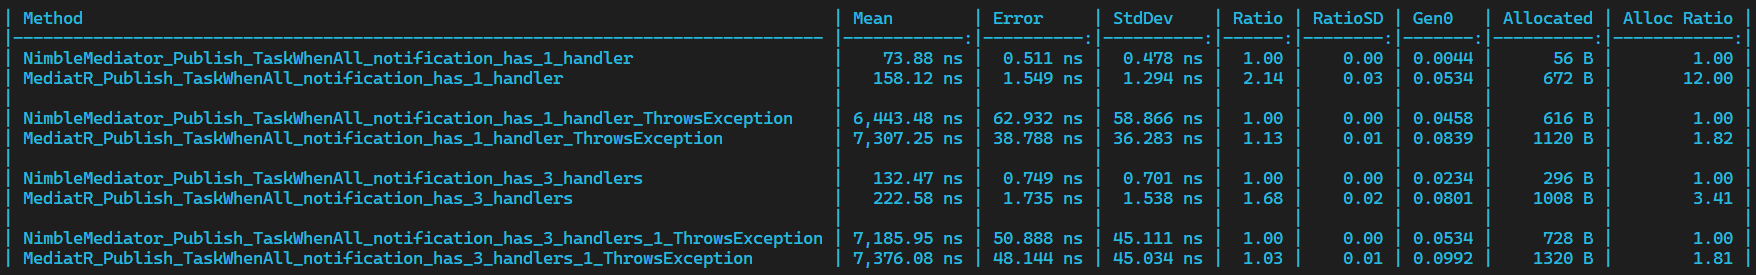 | Method | Mean | Error | StdDev | Ratio | RatioSD | Gen0 | Allocated | Alloc Ratio |
|--------------------------------------------------------------------------------- |------------:|----------:|----------:|------:|--------:|-------:|----------:|------------:|
| NimbleMediator_Publish_TaskWhenAll_notification_has_1_handler | 73.88 ns | 0.511 ns | 0.478 ns | 1.00 | 0.00 | 0.0044 | 56 B | 1.00 |
| MediatR_Publish_TaskWhenAll_notification_has_1_handler | 158.12 ns | 1.549 ns | 1.294 ns | 2.14 | 0.03 | 0.0534 | 672 B | 12.00 |
| | | | | | | | | |
| NimbleMediator_Publish_TaskWhenAll_notification_has_1_handler_ThrowsException | 6,443.48 ns | 62.932 ns | 58.866 ns | 1.00 | 0.00 | 0.0458 | 616 B | 1.00 |
| MediatR_Publish_TaskWhenAll_notification_has_1_handler_ThrowsException | 7,307.25 ns | 38.788 ns | 36.283 ns | 1.13 | 0.01 | 0.0839 | 1120 B | 1.82 |
| | | | | | | | | |
| NimbleMediator_Publish_TaskWhenAll_notification_has_3_handlers | 132.47 ns | 0.749 ns | 0.701 ns | 1.00 | 0.00 | 0.0234 | 296 B | 1.00 |
| MediatR_Publish_TaskWhenAll_notification_has_3_handlers | 222.58 ns | 1.735 ns | 1.538 ns | 1.68 | 0.02 | 0.0801 | 1008 B | 3.41 |
| | | | | | | | | |
| NimbleMediator_Publish_TaskWhenAll_notification_has_3_handlers_1_ThrowsException | 7,185.95 ns | 50.888 ns | 45.111 ns | 1.00 | 0.00 | 0.0534 | 728 B | 1.00 |
| MediatR_Publish_TaskWhenAll_notification_has_3_handlers_1_ThrowsException | 7,376.08 ns | 48.144 ns | 45.034 ns | 1.03 | 0.01 | 0.0992 | 1320 B | 1.81 |